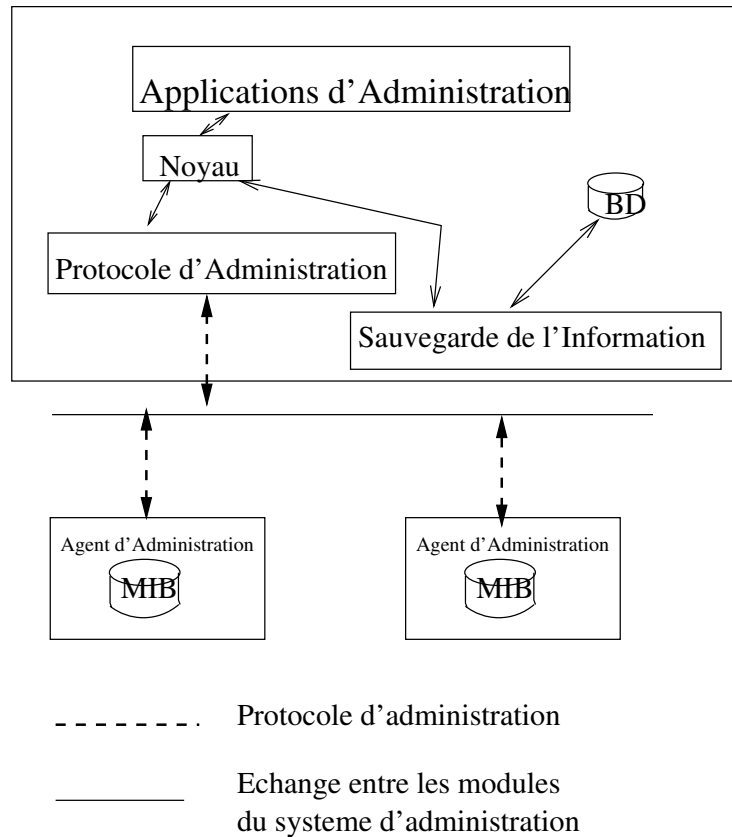 Applications d'Administration
Noyau
BD
Protocole d'Administration
Sauvegarde de l'Information
Agent d'Administration
MIB
Agent d'Administration
MIB
Protocole d'administration
Echange entre les modules
du systeme d'administration